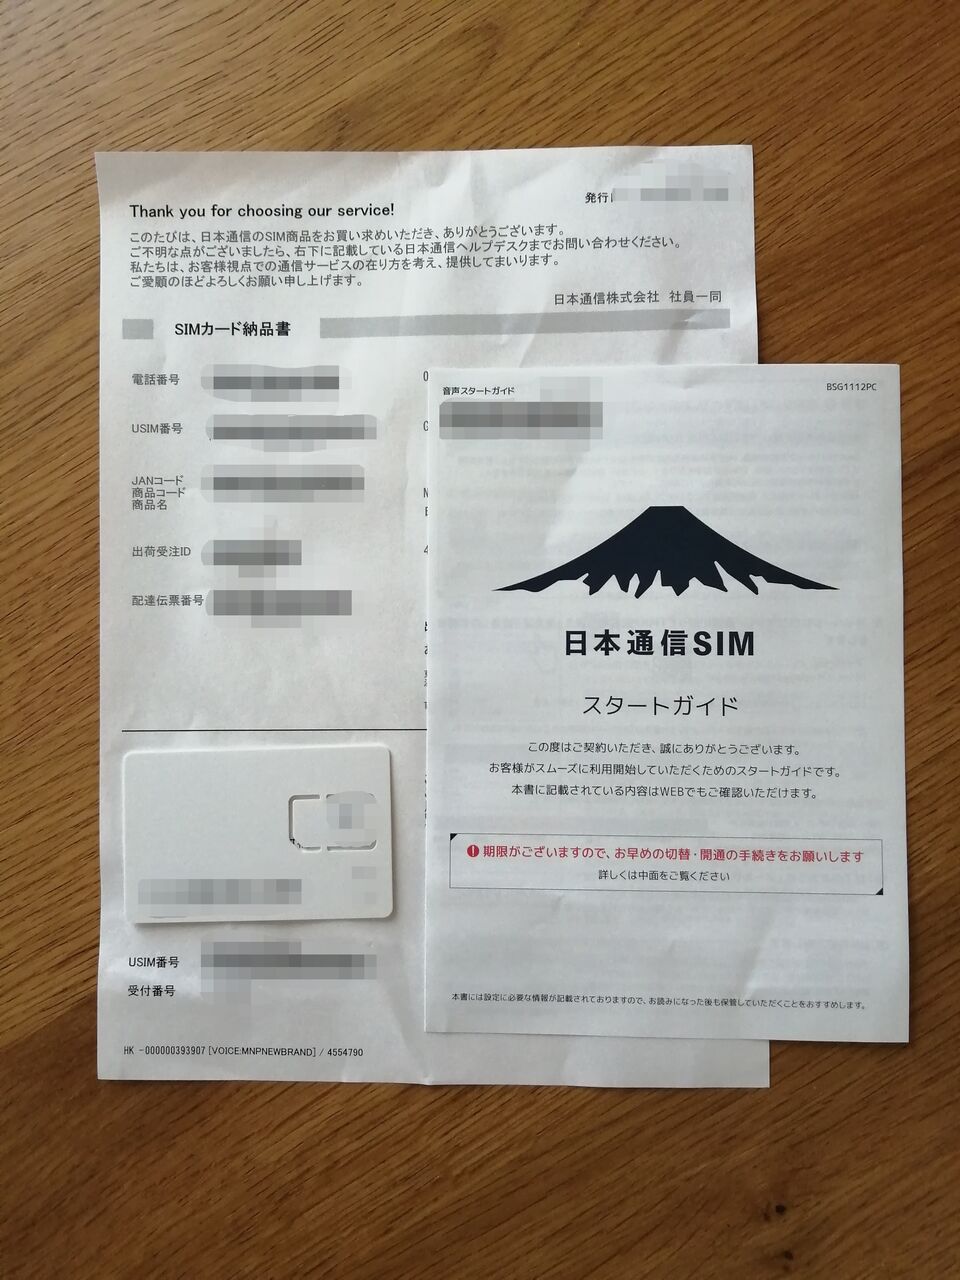 発行
Thank you for choosing our service!
このたびは、日本通信のSIM商品をお買い求めいただき、ありがとうございます。
ご不明な点がございましたら、右下に記載している日本通信ヘルプデスクまでお問い合わせください。
私たちは、お客様視点での通信サービスの在り方を考え、提供してまいります。
ご愛顧のほどよろしくお願い申し上げます。
日本通信株式会社 社員一同
SIMカード納品書
電話番号
USIM番号
JANコード
商品コード
商品名
出荷受注ID
配達伝票番号
USIM番号
受付番号
HK -000000393907 [VOICE:MNPNEWBRAND] / 4554790
音声スタートガイド
BSG1112PC
日本通信SIM
スタートガイド
この度はご契約いただき、誠にありがとうございます。
お客様がスムーズに利用開始していただくためのスタートガイドです。
本書に記載されている内容はWEBでもご確認いただけます。
期限がございますので、お早めの切替・開通の手続きをお願いします
詳しくは中面をご覧ください
本書には設定に必要な情報が記載されておりますので、お読みになった後も保管していただくことをおすすめします。